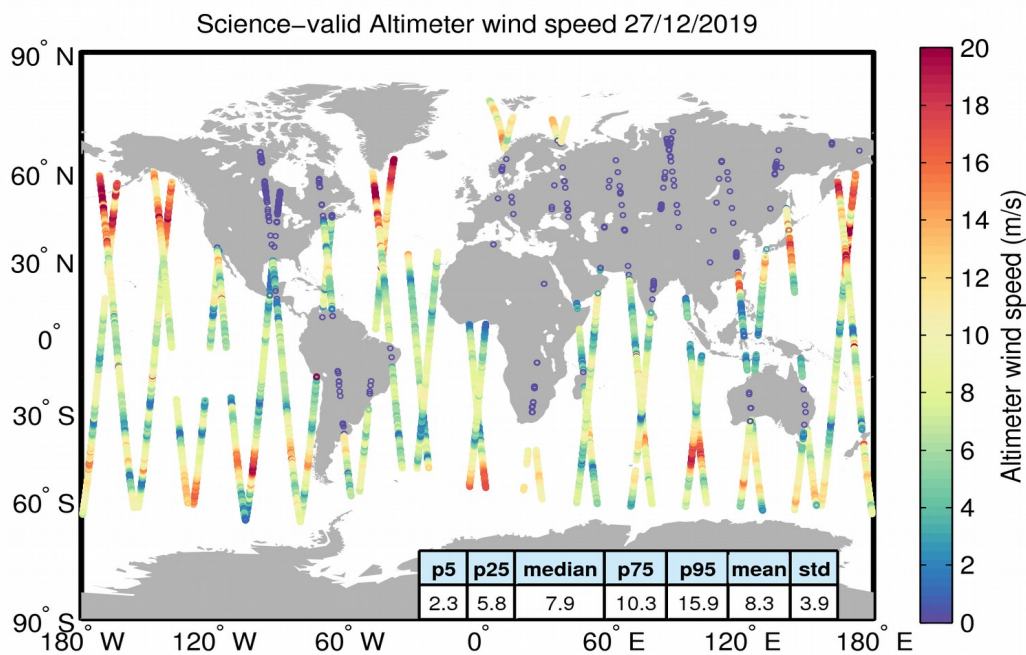 Science−valid Altimeter wind speed 27/12/2019
90° N
60° N
30° N
0°
30° S
60° S
90° S
180° W
120° W
60° W
0°
60° E
120° E
180° E
20
18
16
14
12
10
8
6
4
2
0
Altimeter wind speed (m/s)
p5 p25 median p75 p95 mean std
2.3 5.8 7.9 10.3 15.9 8.3 3.9